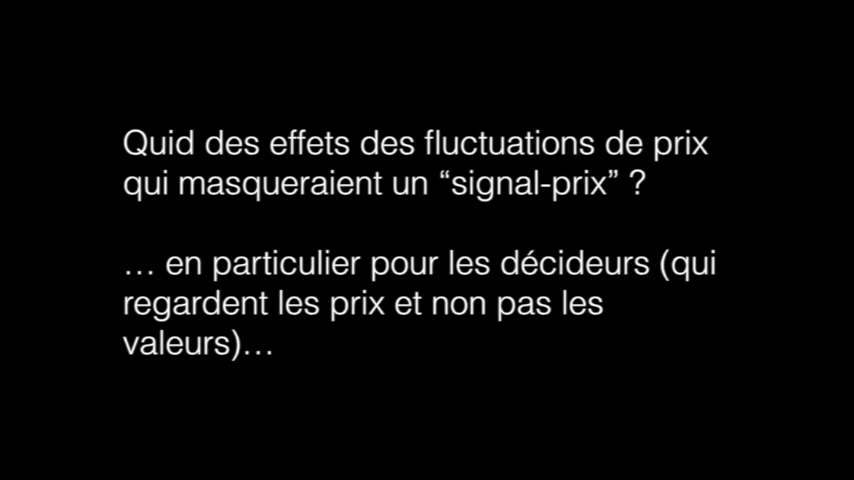 Quid des effets des fluctuations de prix
qui masqueraient un “signal-prix” ?
… en particulier pour les décideurs (qui
regardent les prix et non pas les
valeurs)…